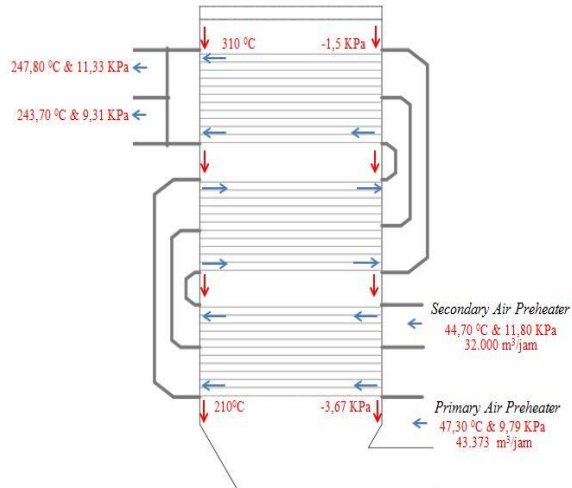 310 ⁰C
-1,5 KPa
247,80 ⁰C & 11,33 KPa
243,70 ⁰C & 9,31 KPa
Secondary Air Preheater
44,70 ⁰C & 11,80 KPa
32.000 m³/jam
210⁰C
-3,67 KPa
Primary Air Preheater
47,30 ⁰C & 9,79 KPa
43.373 m³/jam